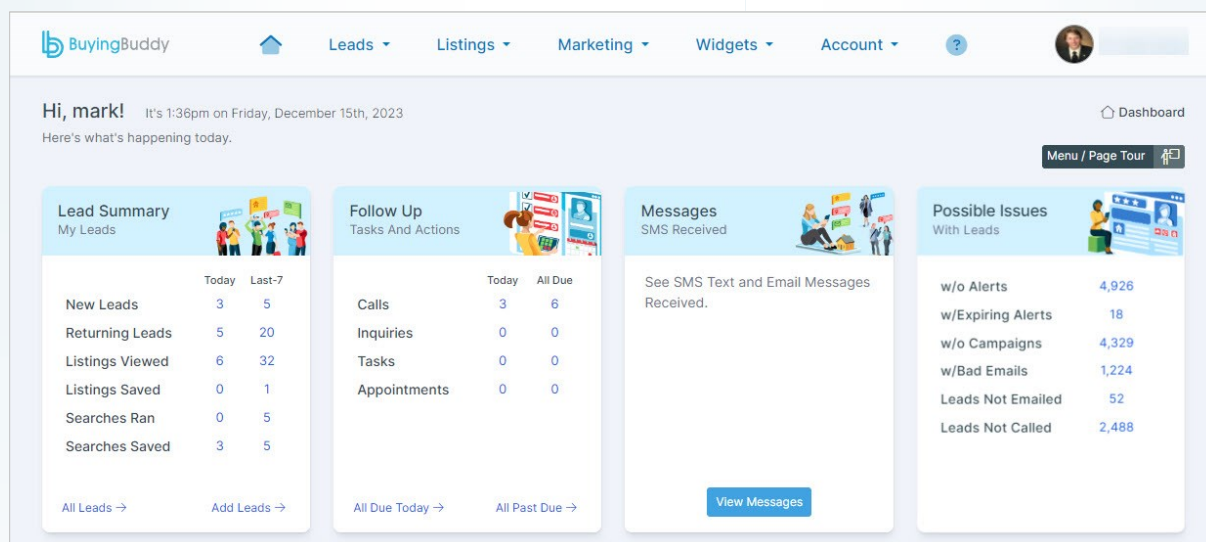 BuyingBuddy
Leads Listings Marketing Widgets Account ?
Hi, mark! It's 1:36pm on Friday, December 15th, 2023
Dashboard
Here's what's happening today.
Menu / Page Tour
Lead Summary
My Leads
Today Last-7
New Leads 3 5
Returning Leads 5 20
Listings Viewed 6 32
Listings Saved 0 1
Searches Ran 0 5
Searches Saved 3 5
All Leads → Add Leads →
Follow Up
Tasks And Actions
Today All Due
Calls 3 6
Inquiries 0 0
Tasks 0 0
Appointments 0 0
All Due Today → All Past Due →
Messages
SMS Received
See SMS Text and Email Messages
Received.
View Messages
Possible Issues
With Leads
w/o Alerts 4,926
w/Expiring Alerts 18
w/o Campaigns 4,329
w/Bad Emails 1,224
Leads Not Emailed 52
Leads Not Called 2,488